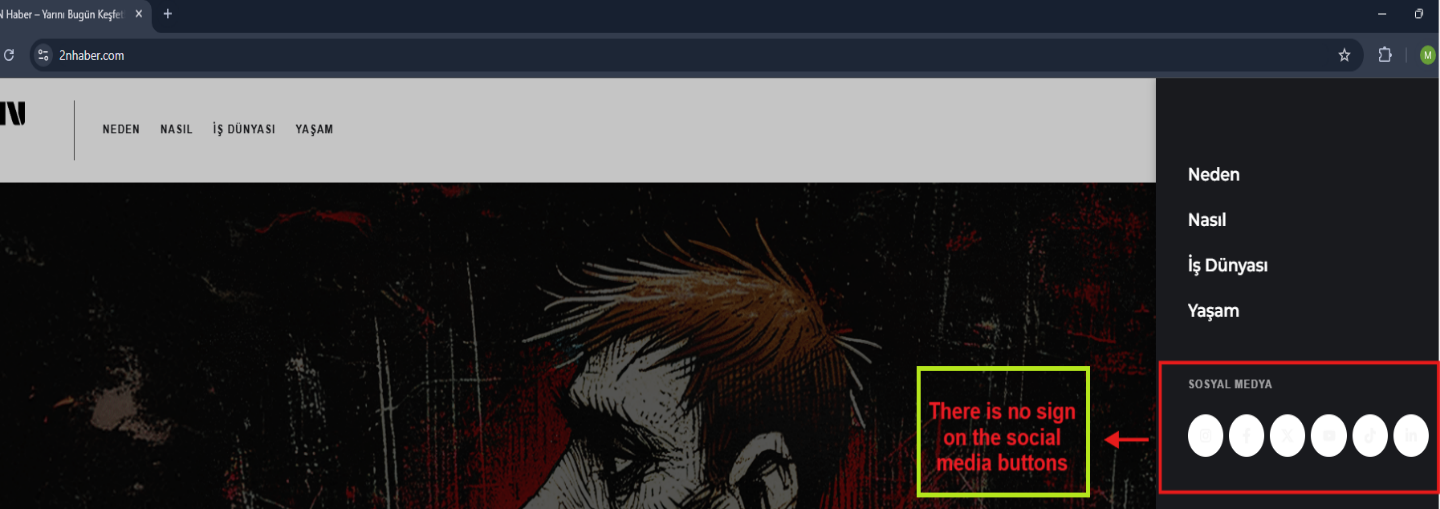 N Haber – Yarını Bugün Keşfet
2nhaber.com
M
N
NEDEN NASIL İŞ DÜNYASI YAŞAM
Neden
Nasıl
İş Dünyası
Yaşam
SOSYAL MEDYA
There is no sign
on the social
media buttons